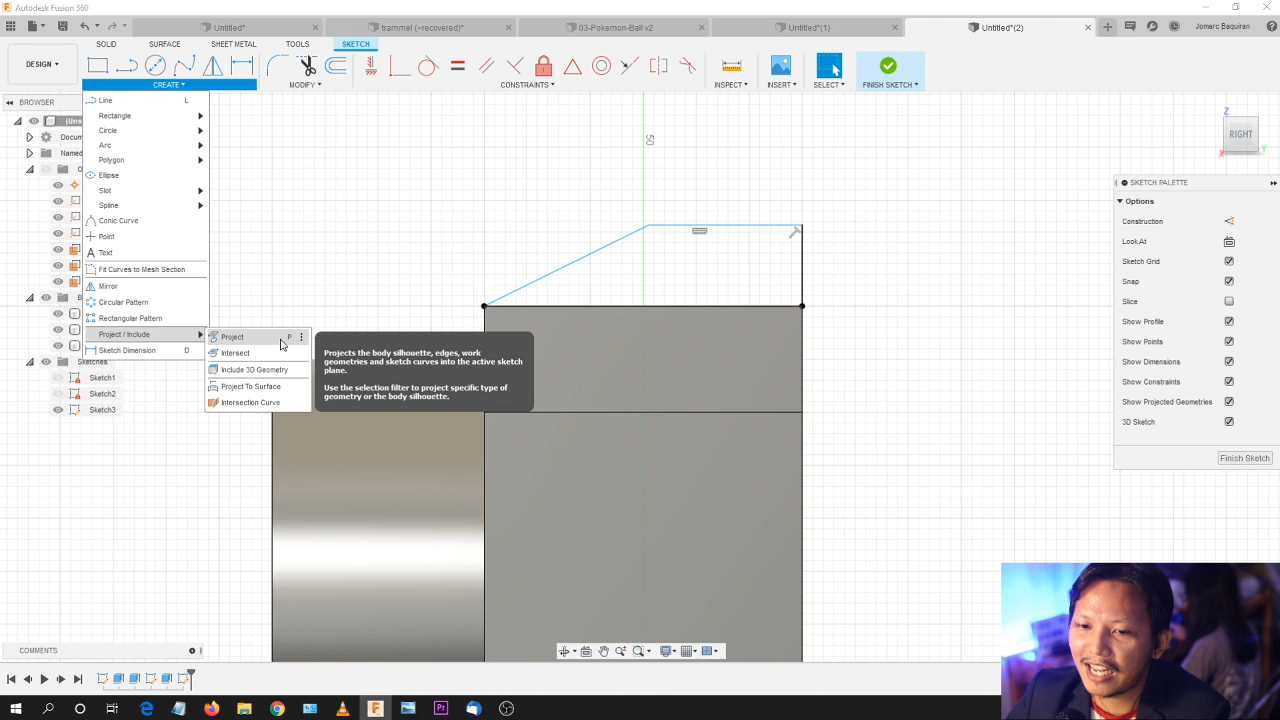 Autodesk Fusion 360
Untitled*
trammel (~recovered)*
03-Pokemon-Ball v2
Untitled*(1)
Untitled*(2)
Jomarc Baquiran
SOLID
SURFACE
SHEET METAL
TOOLS
SKETCH
DESIGN
CREATE
MODIFY
CONSTRAINTS
INSPECT
INSERT
SELECT
FINISH SKETCH
BROWSER
(Uns
Docum
Named
O
B
Sketches
Sketch1
Sketch2
Sketch3
Line L
Rectangle
Circle
Arc
Polygon
Ellipse
Slot
Spline
Conic Curve
Point
Text
Fit Curves to Mesh Section
Mirror
Circular Pattern
Rectangular Pattern
Project / Include
Sketch Dimension D
Project P
Intersect
Include 3D Geometry
Project To Surface
Intersection Curve
Projects the body silhouette, edges, work
geometries and sketch curves into the active sketch
plane.
Use the selection filter to project specific type of
geometry or the body silhouette.
50
Z
RIGHT
X
Y
SKETCH PALETTE
Options
Construction
Look At
Sketch Grid
Snap
Slice
Show Profile
Show Points
Show Dimensions
Show Constraints
Show Projected Geometries
3D Sketch
Finish Sketch
COMMENTS